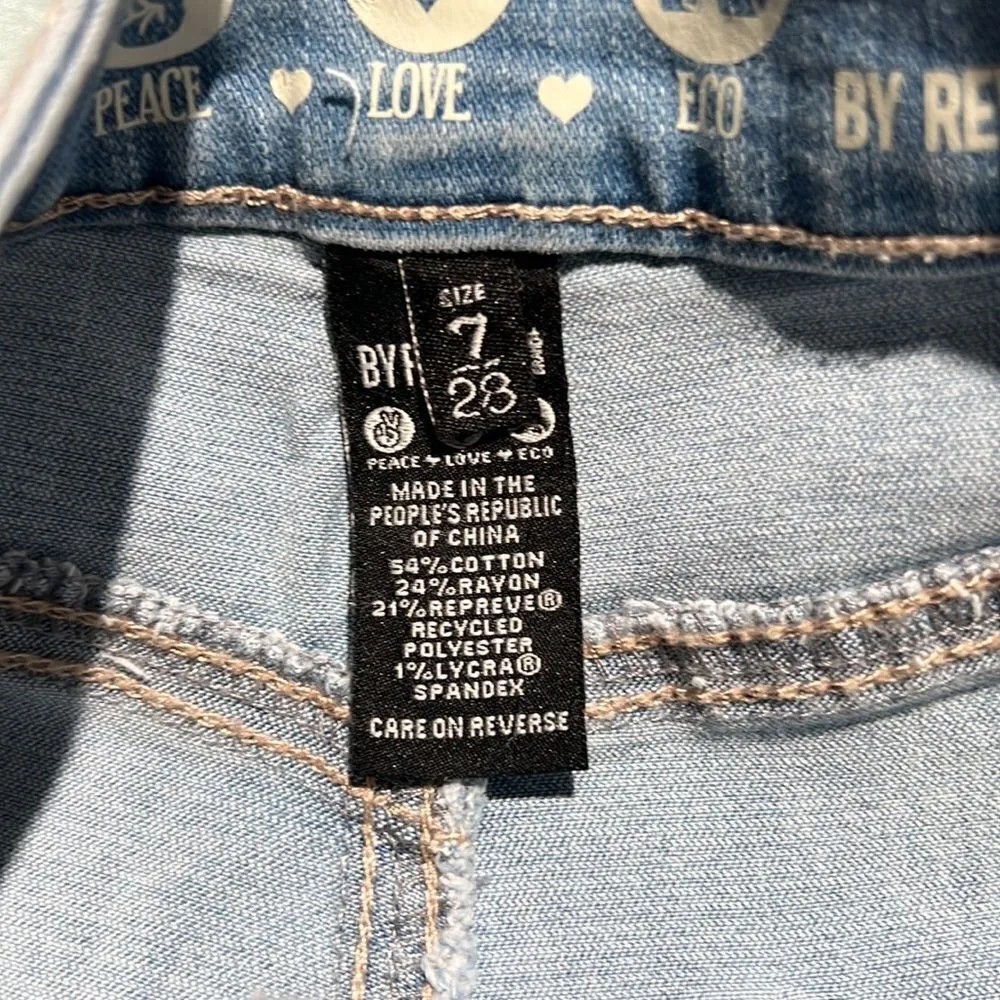 PEACE ♥ LOVE ♥ ECO BY RE
SIZE
7
28
BY R
PEACE ♥ LOVE ♥ ECO
MADE IN THE
PEOPLE'S REPUBLIC
OF CHINA
54% COTTON
24% RAYON
21% REPREVE®
RECYCLED
POLYESTER
1% LYCRA®
SPANDEX
CARE ON REVERSE